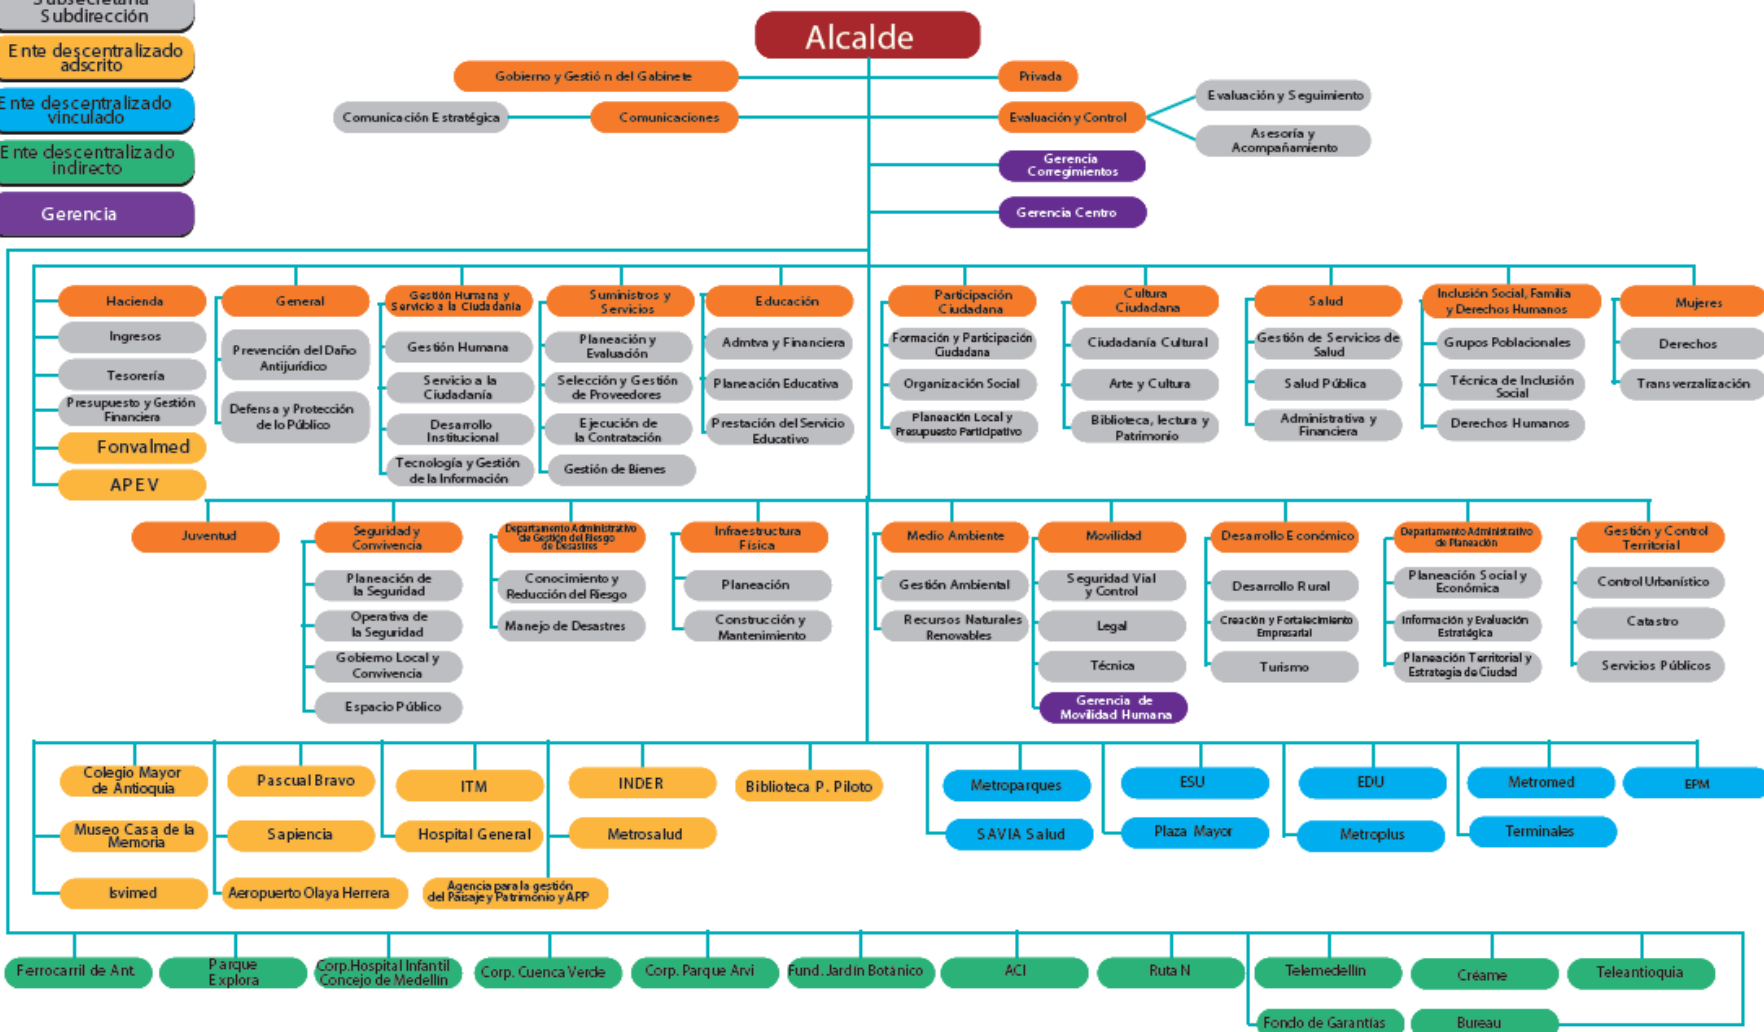 Subsecretaría
Subdirección
Ente descentralizado
adscrito
Ente descentralizado
vinculado
Ente descentralizado
indirecto
Gerencia
Alcalde
Gobierno y Gestión del Gabinete
Privada
Comunicación Estratégica
Comunicaciones
Evaluación y Control
Evaluación y Seguimiento
Asesoría y
Acompañamiento
Gerencia
Corregimientos
Gerencia Centro
Hacienda
Ingresos
Tesorería
Presupuesto y Gestión
Financiera
Fonvalmed
APEV
General
Prevención del Daño
Antijurídico
Defensa y Protección
de lo Público
Gestión Humana y
Servicio a la Ciudadanía
Gestión Humana
Servicio a la
Ciudadanía
Desarrollo
Institucional
Tecnología y Gestión
de la Información
Suministros y
Servicios
Planeación y
Evaluación
Selección y Gestión
de Proveedores
Ejecución de
la Contratación
Gestión de Bienes
Educación
Admtva y Financiera
Planeación Educativa
Prestación del Servicio
Educativo
Participación
Ciudadana
Formación y Participación
Ciudadana
Organización Social
Planeación Local y
Presupuesto Participativo
Cultura
Ciudadana
Ciudadanía Cultural
Arte y Cultura
Biblioteca, lectura y
Patrimonio
Salud
Gestión de Servicios de
Salud
Salud Pública
Administrativa y
Financiera
Inclusión Social, Familia
y Derechos Humanos
Grupos Poblacionales
Técnica de Inclusión
Social
Derechos Humanos
Mujeres
Derechos
Transverzalización
Juventud
Seguridad y
Convivencia
Planeación de
la Seguridad
Operativa de
la Seguridad
Gobierno Local y
Convivencia
Espacio Público
Departamento Administrativo
de Gestión del Riesgo
de Desastres
Conocimiento y
Reducción del Riesgo
Manejo de Desastres
Infraestructura
Física
Planeación
Construcción y
Mantenimiento
Medio Ambiente
Gestión Ambiental
Recursos Naturales
Renovables
Movilidad
Seguridad Vial
y Control
Legal
Técnica
Gerencia de
Movilidad Humana
Desarrollo Económico
Desarrollo Rural
Creación y Fortalecimiento
Empresarial
Turismo
Departamento Administrativo
de Planeación
Planeación Social y
Económica
Información y Evaluación
Estratégica
Planeación Territorial y
Estrategia de Ciudad
Gestión y Control
Territorial
Control Urbanístico
Catastro
Servicios Públicos
Colegio Mayor
de Antioquia
Pascual Bravo
ITM
INDER
Biblioteca P. Piloto
Metroparques
ESU
EDU
Metromed
EPM
Museo Casa de la
Memoria
Sapiencia
Hospital General
Metrosalud
SAVIA Salud
Plaza Mayor
Metroplus
Terminales
Isvimed
Aeropuerto Olaya Herrera
Agencia para la gestión
del Paisaje y Patrimonio y APP
Ferrocarril de Ant.
Parque
Explora
Corp.Hospital Infantil
Concejo de Medellín
Corp. Cuenca Verde
Corp. Parque Arvi
Fund. Jardín Botánico
ACI
Ruta N
Telemedellín
Créame
Teleantioquia
Fondo de Garantías
Bureau